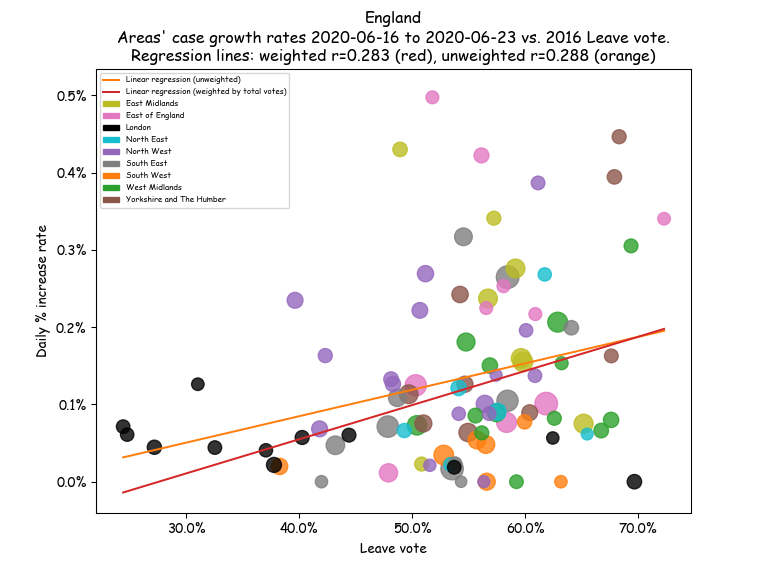 England
Areas' case growth rates 2020-06-16 to 2020-06-23 vs. 2016 Leave vote.
Regression lines: weighted r=0.283 (red), unweighted r=0.288 (orange)
Linear regression (unweighted)
Linear regression (weighted by total votes)
East Midlands
East of England
London
North East
North West
South East
South West
West Midlands
Yorkshire and The Humber
0.5%
0.4%
0.3%
0.2%
0.1%
0.0%
Daily % increase rate
30.0% 40.0% 50.0% 60.0% 70.0%
Leave vote